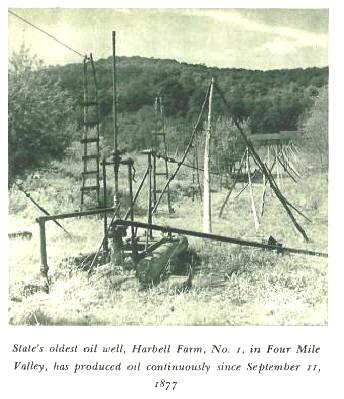 State's oldest oil well, Harbell Farm, No. 1, in Four Mile
Valley, has produced oil continuously since September 11,
1877